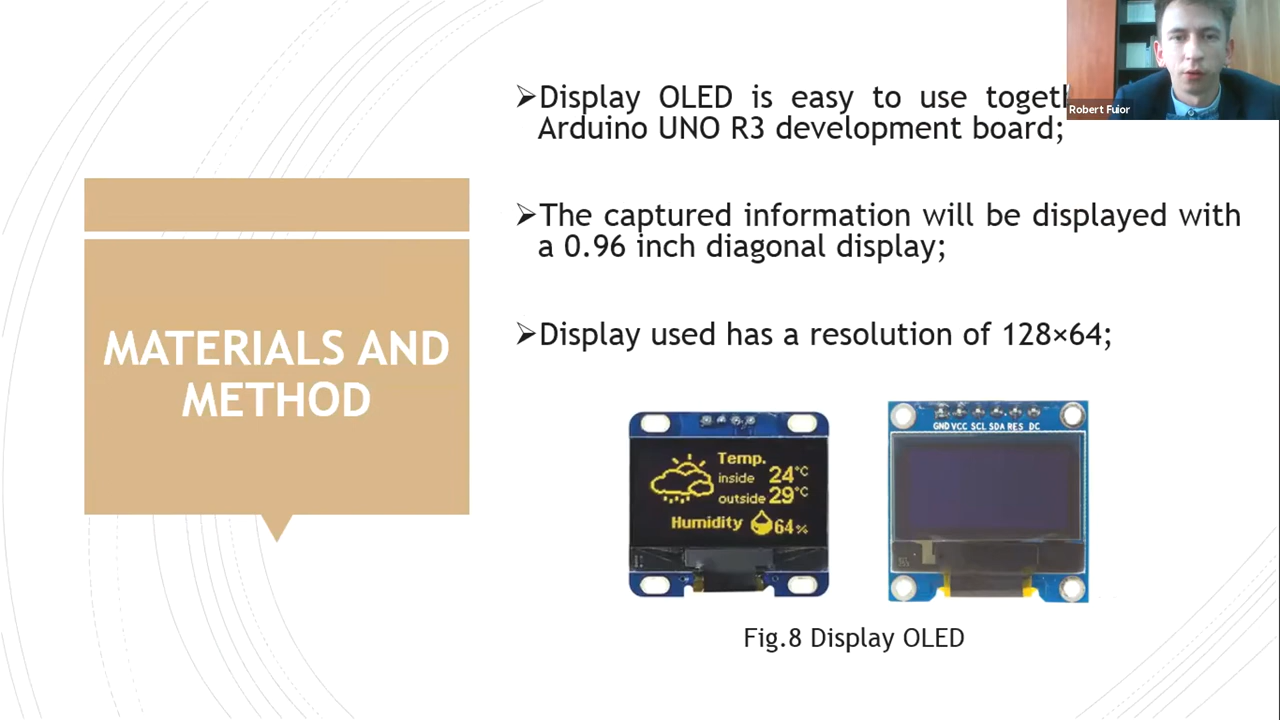 Display OLED is easy to use
Arduino UNO R3 development board;
Robert Fuior
The captured information will be displayed with
a 0.96 inch diagonal display;
MATERIALS AND
METHOD
Display used has a resolution of 128×64;
Temp.
inside 24°C
outside 29°C
Humidity 64%
GND VCC SCL SDA RES DC
Fig.8 Display OLED